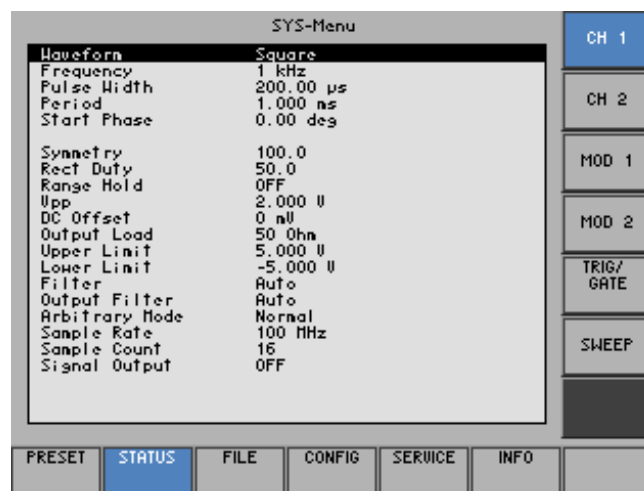 SYS-Menu
Waveform Square
Frequency 1 kHz
Pulse Width 200.00 µs
Period 1.000 ms
Start Phase 0.00 deg
Symmetry 100.0
Rect Duty 50.0
Range Hold OFF
Vpp 2.000 V
DC Offset 0 mV
Output Load 50 Ohm
Upper Limit 5.000 V
Lower Limit -5.000 V
Filter Auto
Output Filter Auto
Arbitrary Mode Normal
Sample Rate 100 MHz
Sample Count 16
Signal Output OFF
CH 1
CH 2
MOD 1
MOD 2
TRIG/
GATE
SWEEP
PRESET STATUS FILE CONFIG SERVICE INFO